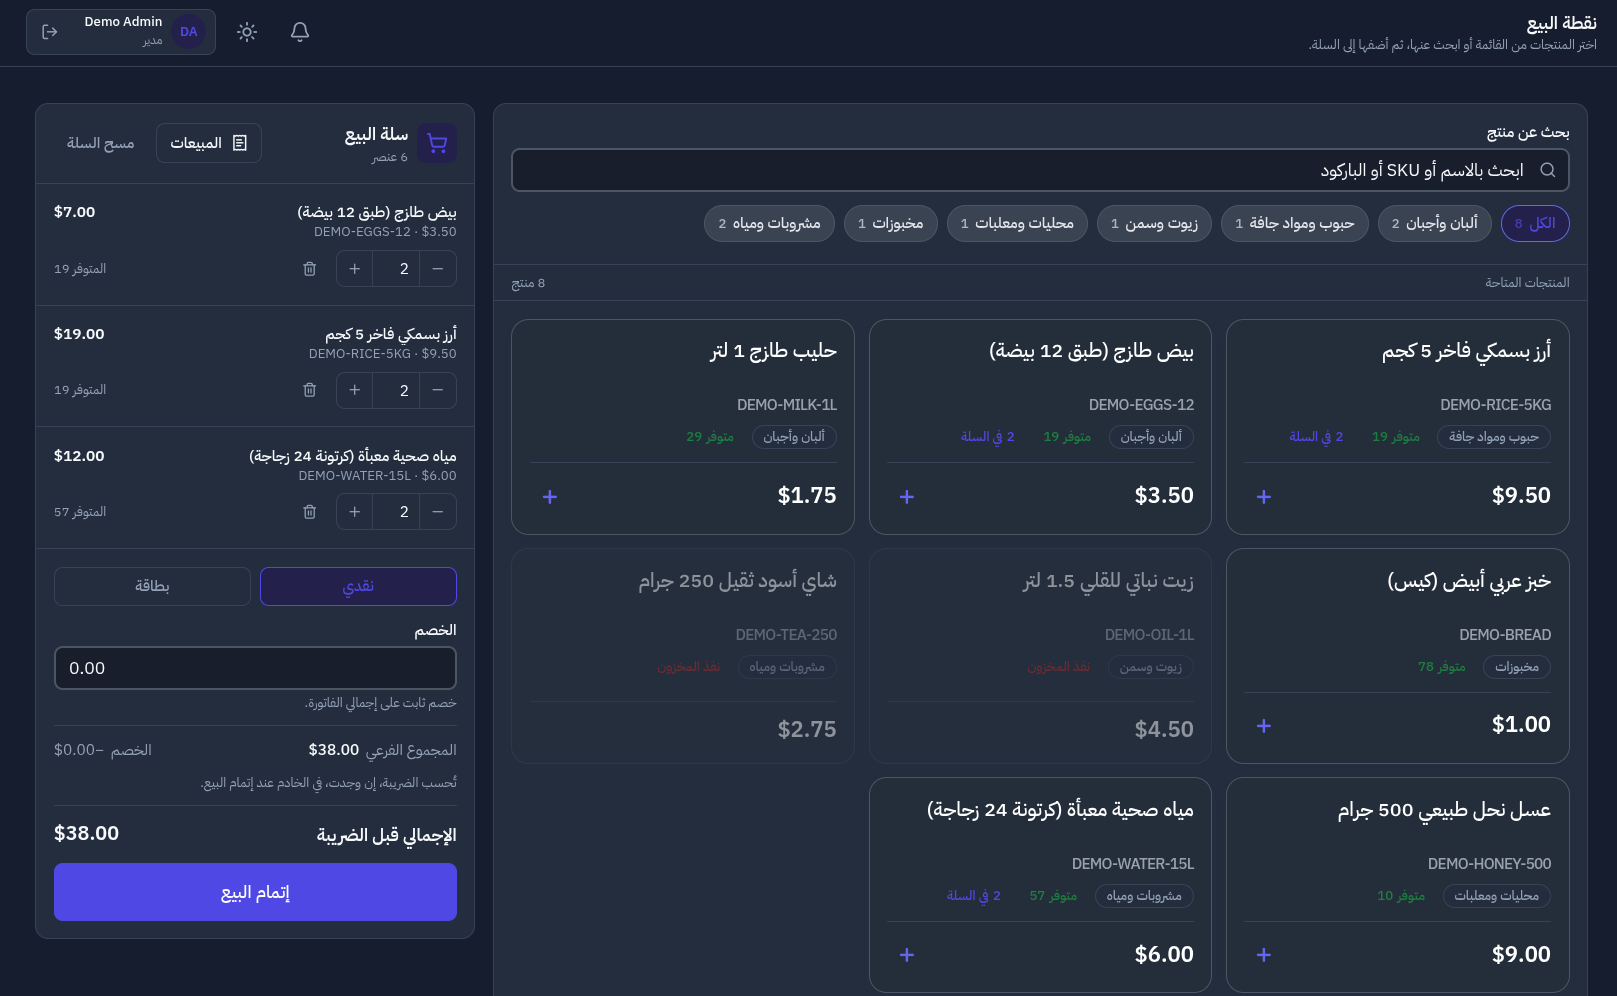 نقطة البيع
اختر المنتجات من القائمة أو ابحث عنها، ثم أضفها إلى السلة.
Demo Admin
مدير
DA
بحث عن منتج
ابحث بالاسم أو SKU أو الباركود
الكل 8
ألبان وأجبان 2
حبوب ومواد جافة 1
زيوت وسمن 1
محليات ومعلبات 1
مخبوزات 1
مشروبات ومياه 2
المنتجات المتاحة
8 منتج
أرز بسمكي فاخر 5 كجم
DEMO-RICE-5KG
حبوب ومواد جافة
متوفر 19
2 في السلة
$9.50
بيض طازج (طبق 12 بيضة)
DEMO-EGGS-12
ألبان وأجبان
متوفر 19
2 في السلة
$3.50
حليب طازج 1 لتر
DEMO-MILK-1L
ألبان وأجبان
متوفر 29
$1.75
خبز عربي أبيض (كيس)
DEMO-BREAD
مخبوزات
متوفر 78
$1.00
زيت نباتي للقلي 1.5 لتر
DEMO-OIL-1L
زيوت وسمن
نفد المخزون
$4.50
شاي أسود ثقيل 250 جرام
DEMO-TEA-250
مشروبات ومياه
نفد المخزون
$2.75
عسل نحل طبيعي 500 جرام
DEMO-HONEY-500
محليات ومعلبات
متوفر 10
$9.00
مياه صحية معبأة (كرتونة 24 زجاجة)
DEMO-WATER-15L
مشروبات ومياه
متوفر 57
2 في السلة
$6.00
سلة البيع
6 عنصر
المبيعات
مسح السلة
بيض طازج (طبق 12 بيضة)
$7.00
DEMO-EGGS-12 · $3.50
2
المتوفر 19
أرز بسمكي فاخر 5 كجم
$19.00
DEMO-RICE-5KG · $9.50
2
المتوفر 19
مياه صحية معبأة (كرتونة 24 زجاجة)
$12.00
DEMO-WATER-15L · $6.00
2
المتوفر 57
نقدي
بطاقة
الخصم
0.00
خصم ثابت على إجمالي الفاتورة.
المجموع الفرعي $38.00
الخصم −$0.00
تُحسب الضريبة، إن وجدت، في الخادم عند إتمام البيع.
الإجمالي قبل الضريبة
$38.00
إتمام البيع